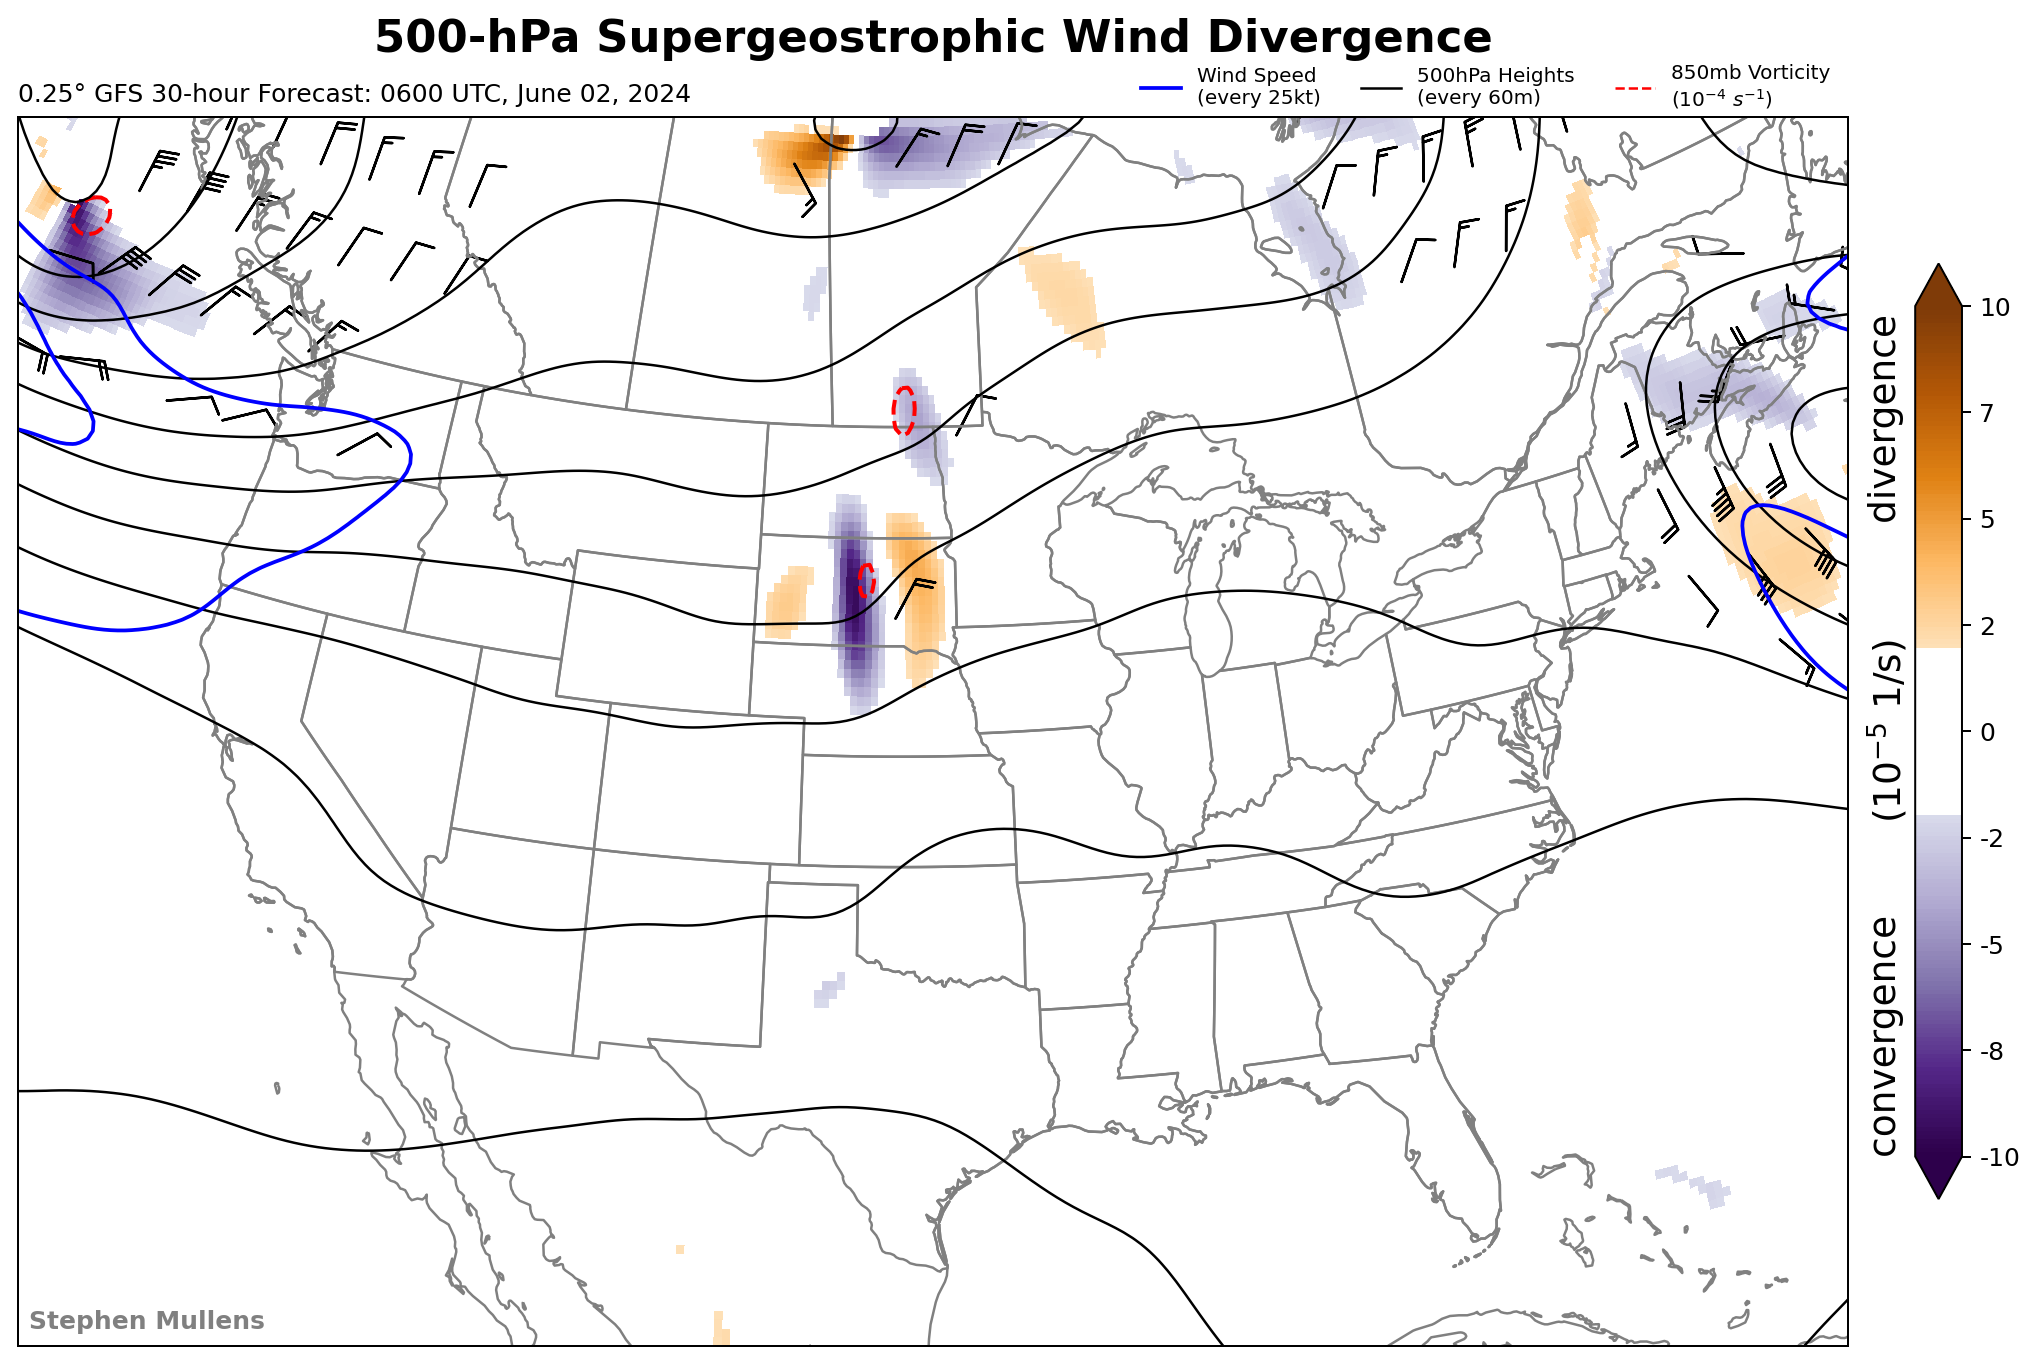 500-hPa Supergeostrophic Wind Divergence
0.25° GFS 30-hour Forecast: 0600 UTC, June 02, 2024
Wind Speed
(every 25kt)
500hPa Heights
(every 60m)
850mb Vorticity
(10⁻⁴ s⁻¹)
10
7
5
2
0
-2
-5
-8
-10
convergence (10⁻⁵ 1/s) divergence
Stephen Mullens